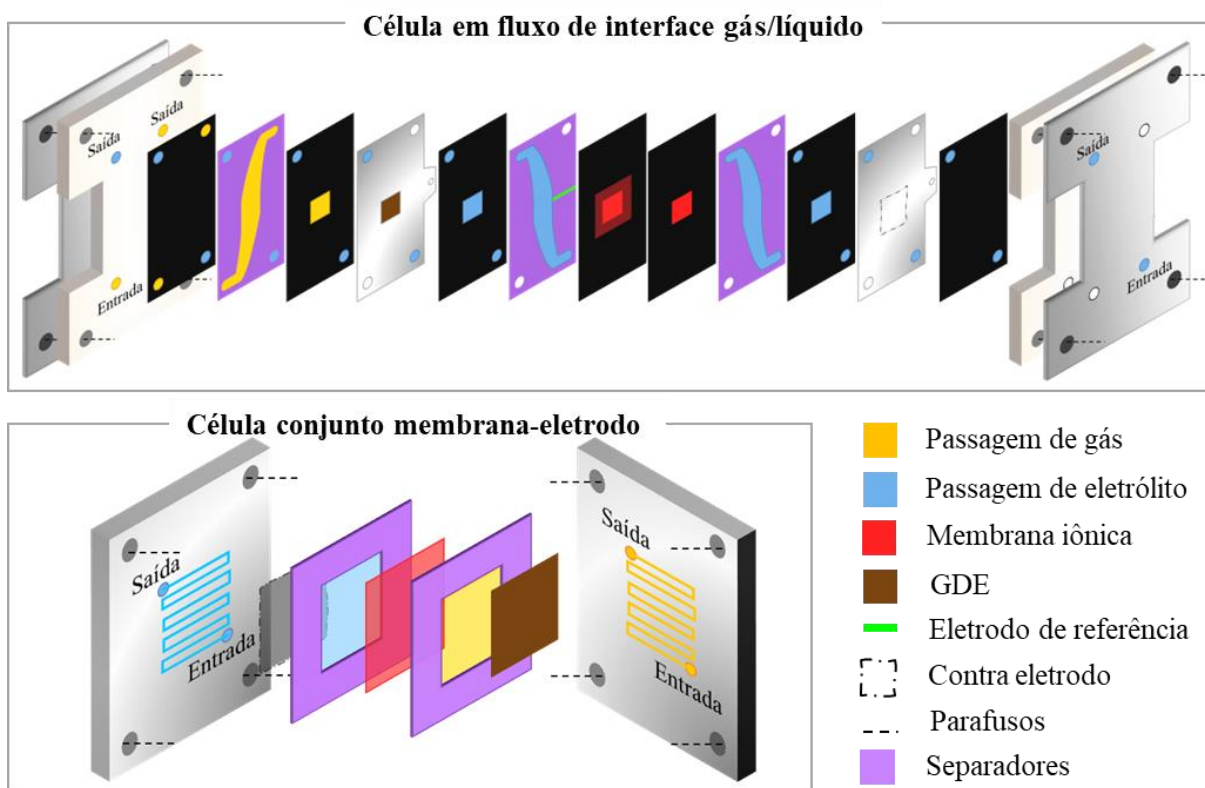 Célula em fluxo de interface gás/líquido
Saída
Saída
Entrada
Saída
Entrada
Célula conjunto membrana-eletrodo
Saída
Entrada
Saída
Entrada
Passagem de gás
Passagem de eletrólito
Membrana iônica
GDE
Eletrodo de referência
Contra eletrodo
Parafusos
Separadores